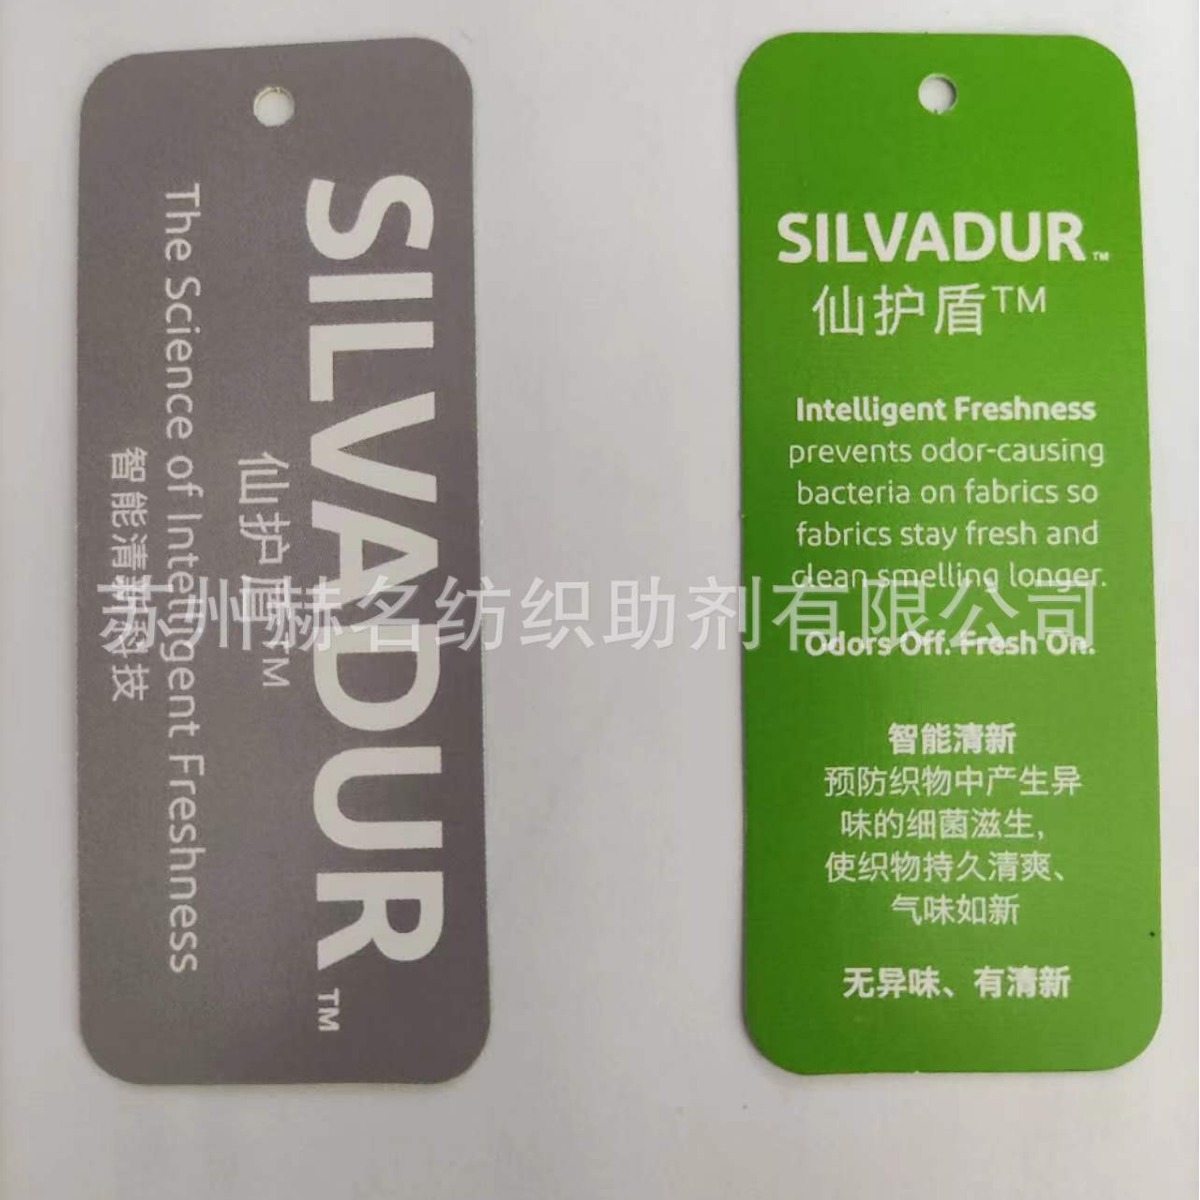 SILVADUR™
仙护盾™
The Science of Intelligent Freshness
智能清新科技
SILVADUR™
仙护盾™
Intelligent Freshness
prevents odor-causing
bacteria on fabrics so
fabrics stay fresh and
clean smelling longer.
Odors Off. Fresh On.
智能清新
预防织物中产生异
味的细菌滋生,
使织物持久清爽、
气味如新
无异味、有清新
苏州赫名纺织助剂有限公司